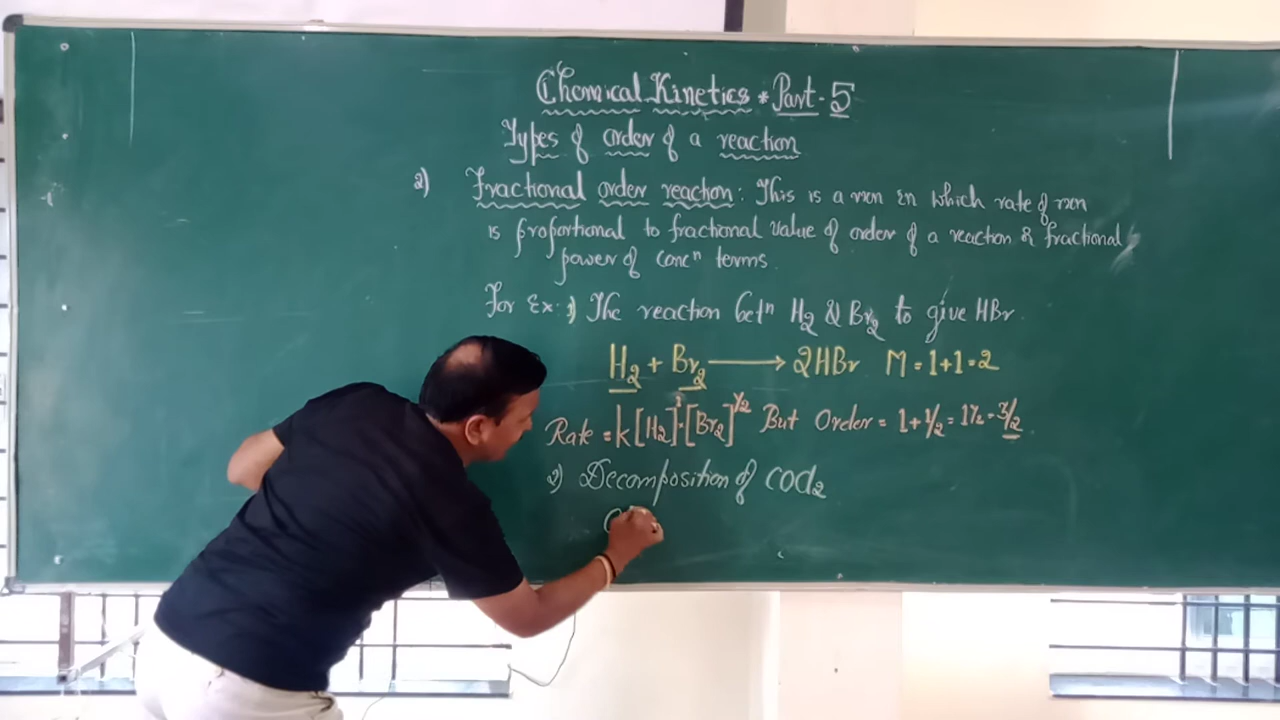 Chemical Kinetics * Part - 5
Types of order of a reaction
2) Fractional order reaction : This is a rxn in which rate of rxn
is proportional to fractional value of order of a reaction & fractional
power of concⁿ terms.
For Ex. 1) The reaction betⁿ H₂ & Br₂ to give HBr.
H₂ + Br₂ ⟶ 2HBr M = 1+1 = 2
Rate = k[H₂]¹·[Br₂]^½ But Order = 1+½ = 1½ = 3/2
2) Decomposition of COCl₂
C